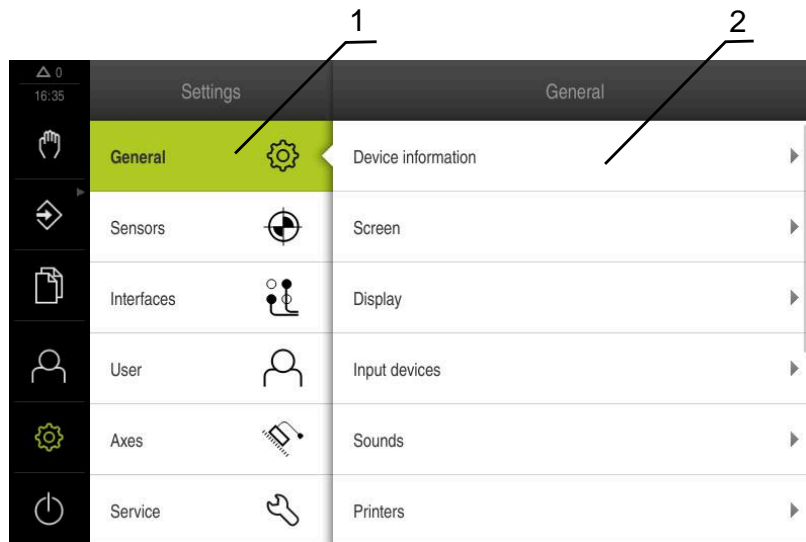 1
2
0
16:35
Settings
General
General
Device information
Sensors
Screen
Interfaces
Display
User
Input devices
Axes
Sounds
Service
Printers